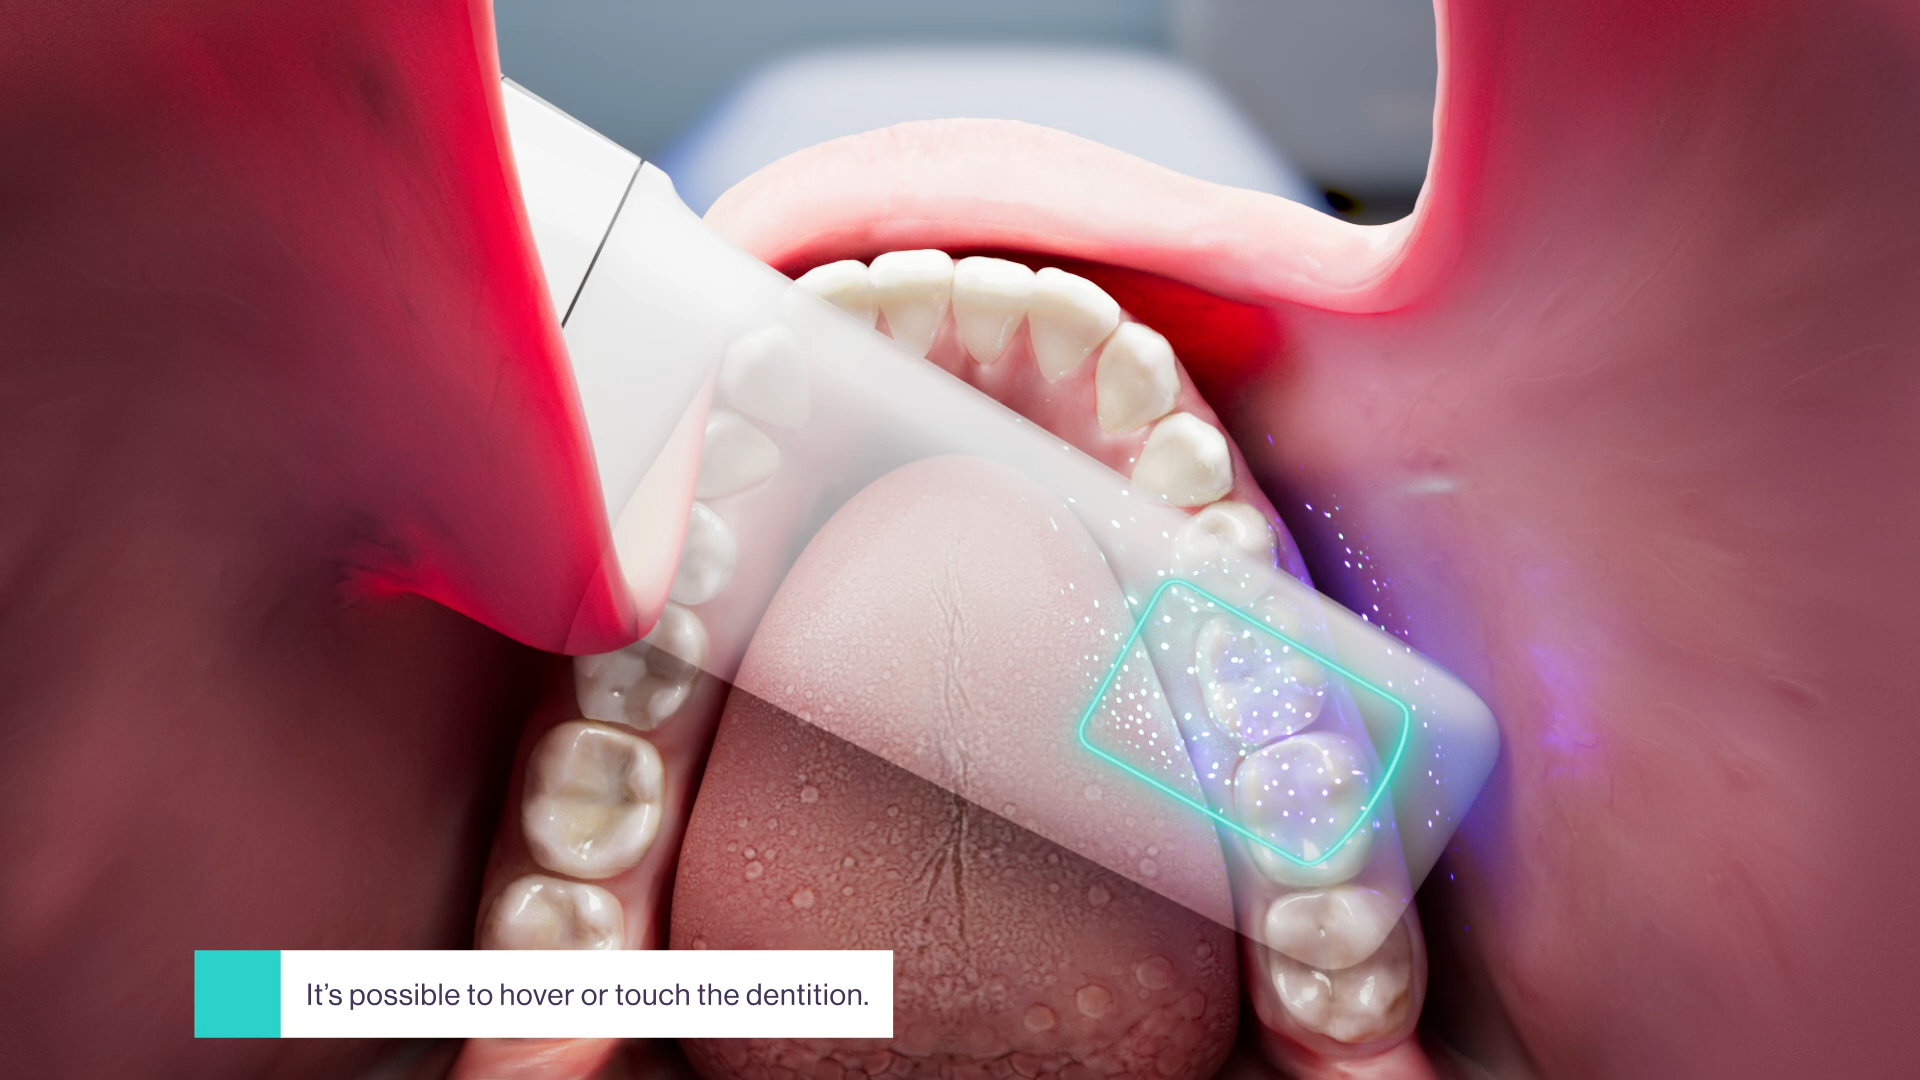 It’s possible to hover or touch the dentition.